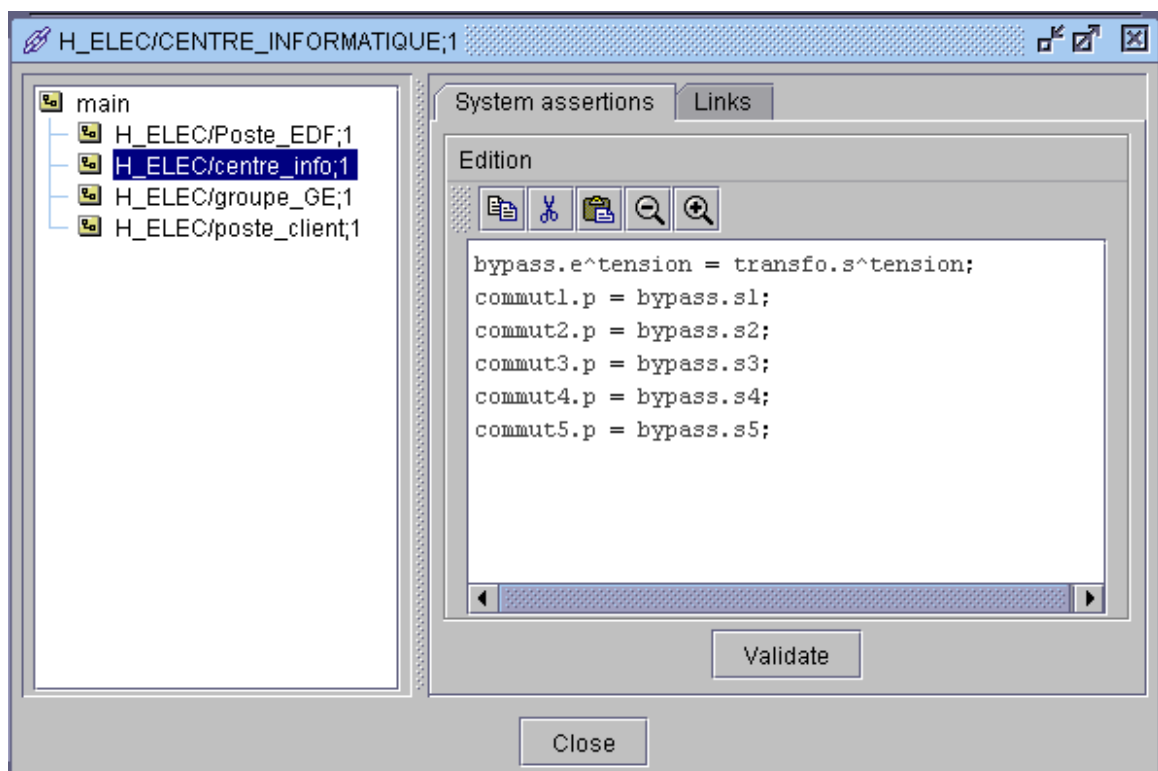 H_ELEC/CENTRE_INFORMATIQUE;1
main
H_ELEC/Poste_EDF;1
H_ELEC/centre_info;1
H_ELEC/groupe_GE;1
H_ELEC/poste_client;1
System assertions
Links
Edition
bypass.e^tension = transfo.s^tension;
commut1.p = bypass.s1;
commut2.p = bypass.s2;
commut3.p = bypass.s3;
commut4.p = bypass.s4;
commut5.p = bypass.s5;
Validate
Close